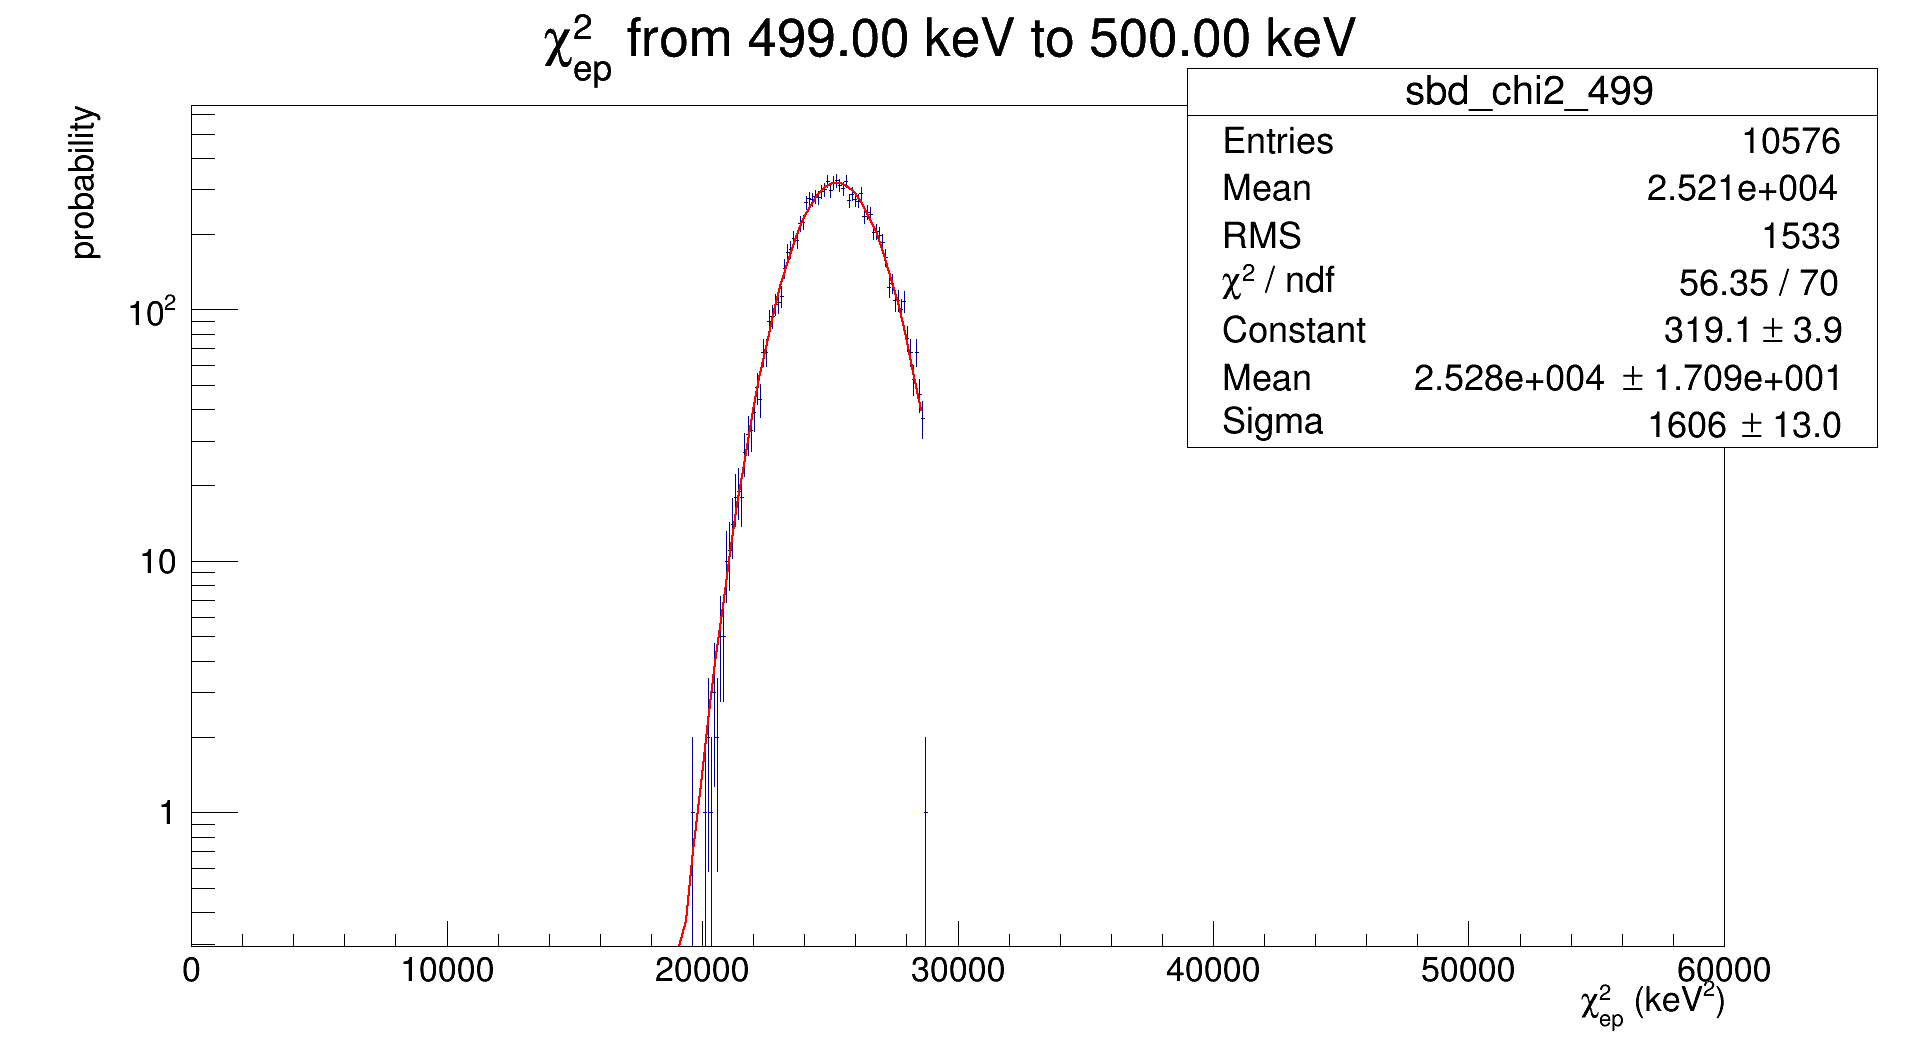 χ²ep from 499.00 keV to 500.00 keV
sbd_chi2_499
Entries 10576
Mean 2.521e+004
RMS 1533
χ² / ndf 56.35 / 70
Constant 319.1 ± 3.9
Mean 2.528e+004 ± 1.709e+001
Sigma 1606 ± 13.0
probability
10²
10
1
0 10000 20000 30000 40000 50000 60000
χ²ep (keV²)